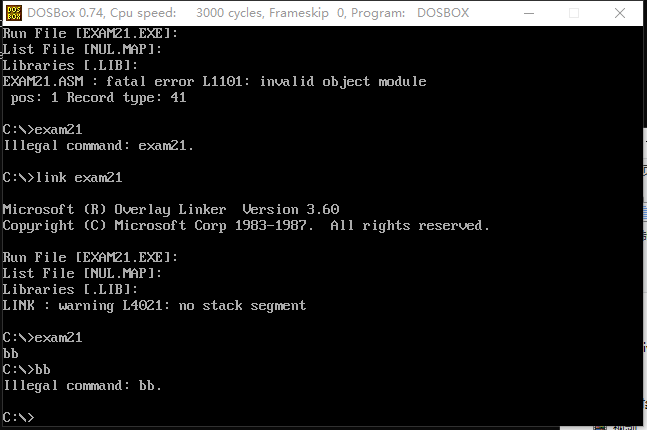 DOSBox 0.74, Cpu speed: 3000 cycles, Frameskip 0, Program: DOSBOX
Run File [EXAM21.EXE]:
List File [NUL.MAP]:
Libraries [.LIB]:
EXAM21.ASM : fatal error L1101: invalid object module
pos: 1 Record type: 41
C:\>exam21
Illegal command: exam21.
C:\>link exam21
Microsoft (R) Overlay Linker Version 3.60
Copyright (C) Microsoft Corp 1983-1987. All rights reserved.
Run File [EXAM21.EXE]:
List File [NUL.MAP]:
Libraries [.LIB]:
LINK : warning L4021: no stack segment
C:\>exam21
bb
C:\>bb
Illegal command: bb.
C:\>